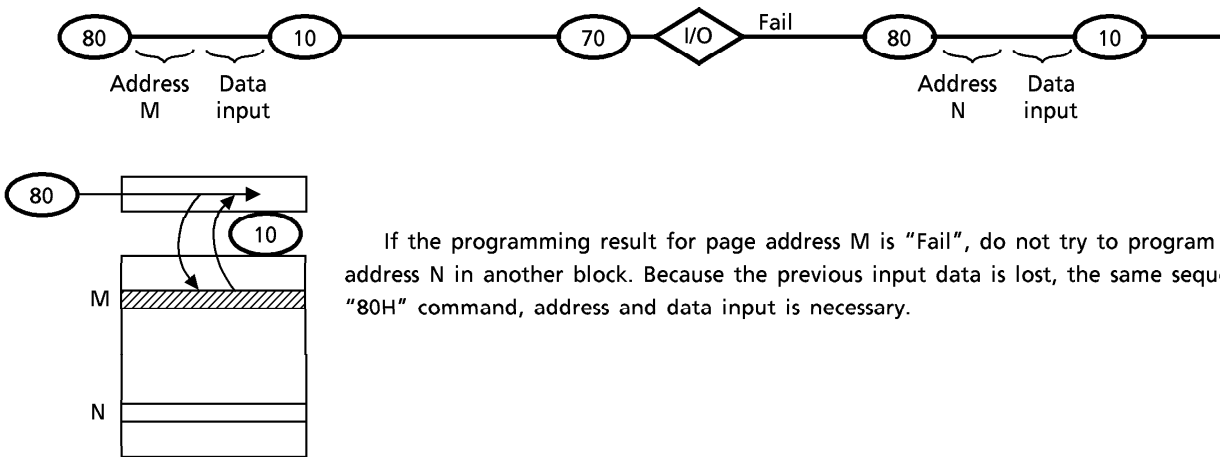 80 10 70 I/O Fail 80 10
Address Data Address Data
M input N input
80
10
If the programming result for page address M is "Fail", do not try to program
address N in another block. Because the previous input data is lost, the same
"80H" command, address and data input is necessary.
M
N